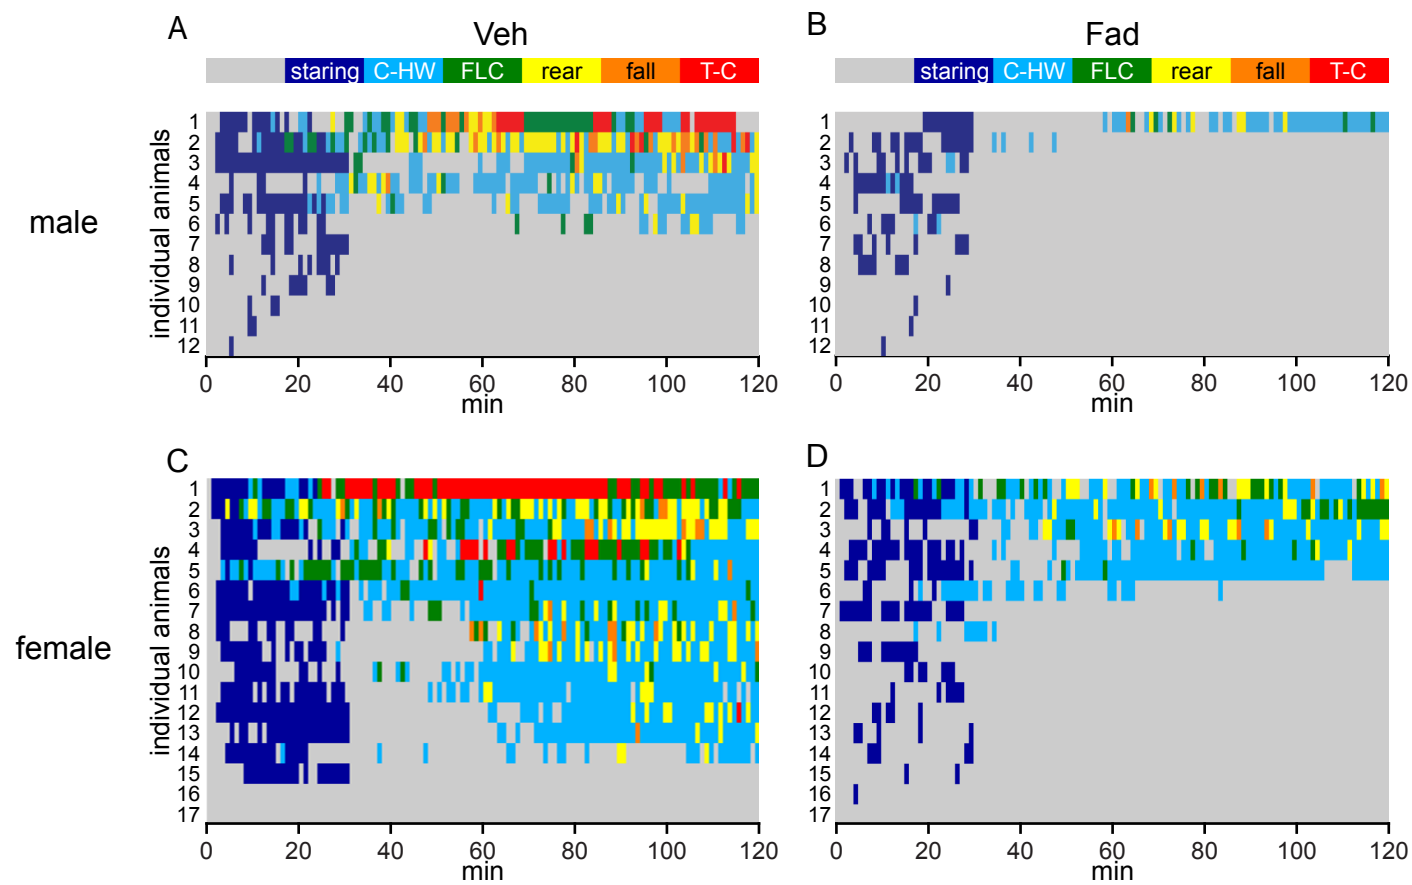 A
Veh
B
Fad
staring C-HW FLC rear fall T-C
staring C-HW FLC rear fall T-C
male
individual animals
1
2
3
4
5
6
7
8
9
10
11
12
0 20 40 60 80 100 120
min
1
2
3
4
5
6
7
8
9
10
11
12
0 20 40 60 80 100 120
min
C
D
female
individual animals
1
2
3
4
5
6
7
8
9
10
11
12
13
14
15
16
17
0 20 40 60 80 100 120
min
1
2
3
4
5
6
7
8
9
10
11
12
13
14
15
16
17
0 20 40 60 80 100 120
min